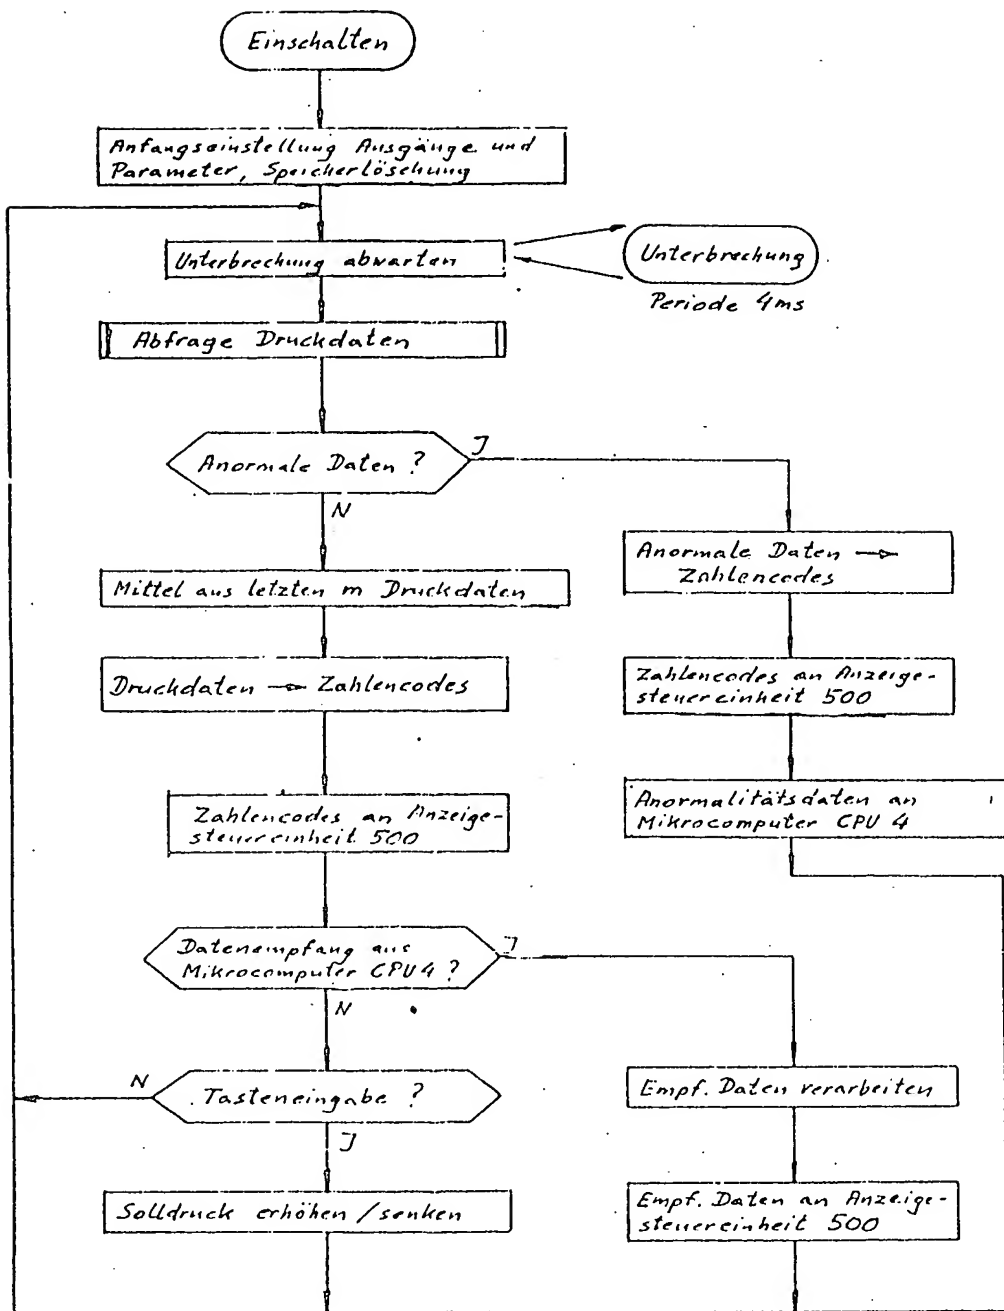 Einschalten
Anfangseinstellung Ausgänge und
Parameter, Speicherlöschung
Unterbrechung abwarten
Unterbrechung
Periode 4ms
Abfrage Druckdaten
Anormale Daten ?
J
N
Anormale Daten →
Zahlencodes
Mittel aus letzten m Druckdaten
Druckdaten → Zahlencodes
Zahlencodes an Anzeige-
steuereinheit 500
Zahlencodes an Anzeige-
steuereinheit 500
Anormalitätsdaten an
Mikrocomputer CPU 4
Datenempfang aus
Mikrocomputer CPU 4 ?
J
N
Tasteneingabe ?
N
J
Empf. Daten verarbeiten
Solldruck erhöhen / senken
Empf. Daten an Anzeige-
steuereinheit 500